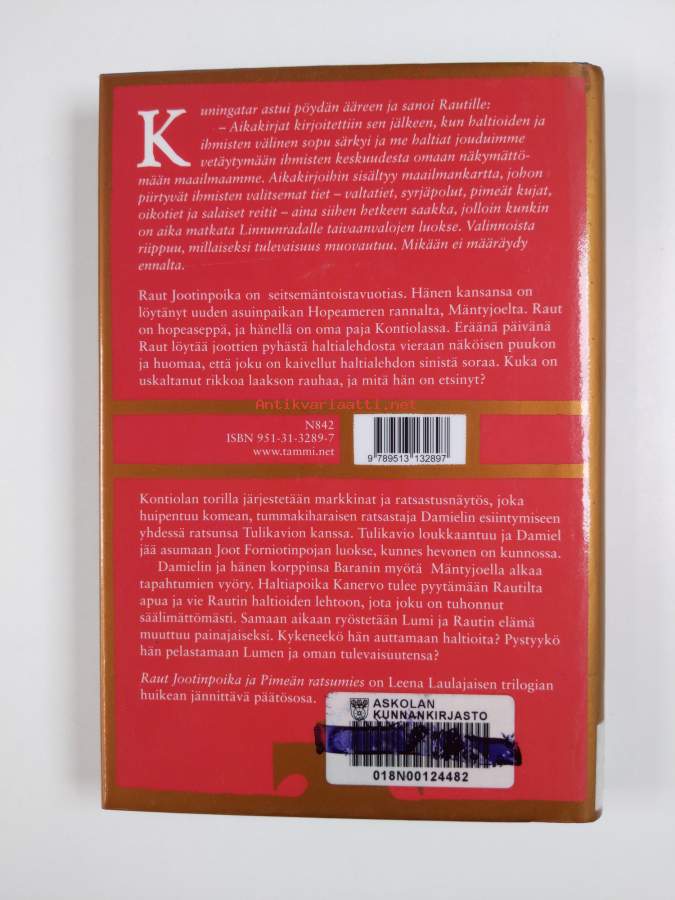 Kuningatar astui pöydän ääreen ja sanoi Rautille:
– Aikakirjat kirjoitettiin sen jälkeen, kun haltioiden ja
ihmisten välinen sopu särkyi ja me haltiat jouduimme
vetäytymään ihmisten keskuudesta omaan näkymättö-
mään maailmaamme. Aikakirjoihin sisältyy maailmankartta, johon
piirtyvät ihmisten valitsemat tiet – valtatiet, syrjäpolut, pimeät kujat,
oikotiet ja salaiset reitit – aina siihen hetkeen saakka, jolloin kunkin
on aika matkata Linnunradalle taivaanvalojen luokse. Valinnoista
riippuu, millaiseksi tulevaisuus muovautuu. Mikään ei määräydy
ennalta.
Raut Jootinpoika on seitsemäntoistavuotias. Hänen kansansa on
löytänyt uuden asuinpaikan Hopeameren rannalta, Mäntyjoelta. Raut
on hopeaseppä, ja hänellä on oma paja Kontiolassa. Eräänä päivänä
Raut löytää joottien pyhästä haltialehdosta vieraan näköisen puukon
ja huomaa, että joku on kaivellut haltialehdon sinistä soraa. Kuka on
uskaltanut rikkoa laakson rauhaa, ja mitä hän on etsinyt?
Antikvariaatti.net
N842
ISBN 951-31-3289-7
www.tammi.net
9 789513 132897
Kontiolan torilla järjestetään markkinat ja ratsastusnäytös, joka
huipentuu komean, tummakiharaisen ratsastaja Damielin esiintymiseen
yhdessä ratsunsa Tulikavion kanssa. Tulikavio loukkaantuu ja Damiel
jää asumaan Joot Forniotinpojan luokse, kunnes hevonen on kunnossa.
Damielin ja hänen korppinsa Baranin myötä Mäntyjoella alkaa
tapahtumien vyöry. Haltiapoika Kanervo tulee pyytämään Rautilta
apua ja vie Rautin haltioiden lehtoon, jota joku on tuhonnut
säälimättömästi. Samaan aikaan ryöstetään Lumi ja Rautin elämä
muuttuu painajaiseksi. Kykeneekö hän auttamaan haltioita? Pystyykö
hän pelastamaan Lumen ja oman tulevaisuutensa?
Raut Jootinpoika ja Pimeän ratsumies on Leena Laulajaisen trilogian
huikean jännittävä päätösosa.
ASKOLAN
KUNNANKIRJASTO
018N00124482